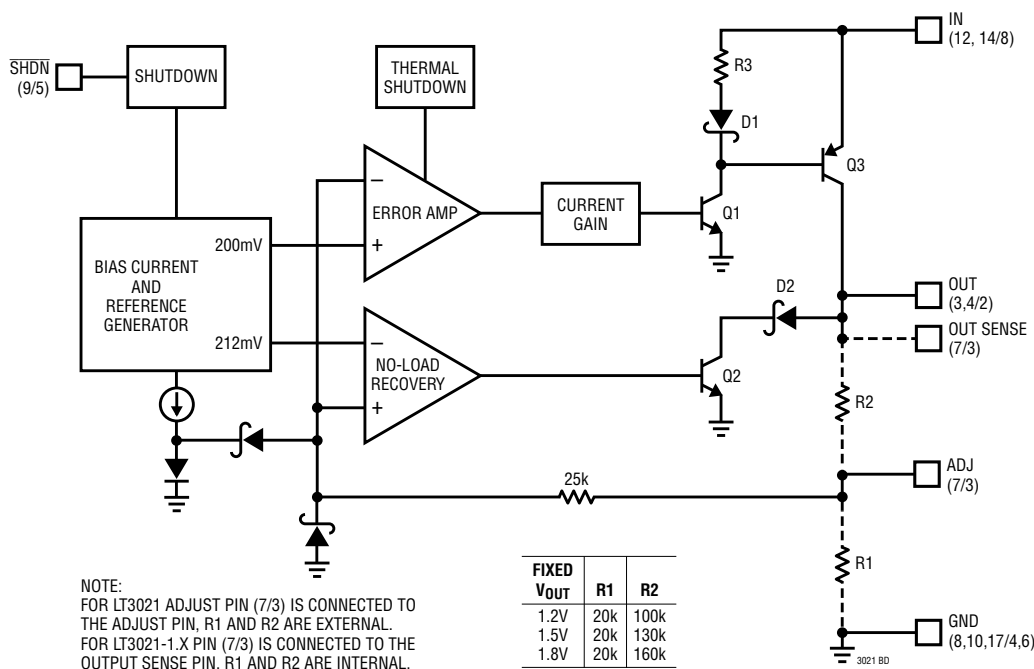 IN
(12, 14/8)
SHDN
(9/5)
SHUTDOWN
THERMAL
SHUTDOWN
R3
D1
Q3
–
ERROR AMP
+
CURRENT
GAIN
Q1
200mV
BIAS CURRENT
AND
REFERENCE
GENERATOR
212mV
D2
OUT
(3,4/2)
OUT SENSE
(7/3)
–
NO-LOAD
RECOVERY
+
Q2
R2
25k
ADJ
(7/3)
R1
NOTE:
FOR LT3021 ADJUST PIN (7/3) IS CONNECTED TO
THE ADJUST PIN, R1 AND R2 ARE EXTERNAL.
FOR LT3021-1.X PIN (7/3) IS CONNECTED TO THE
OUTPUT SENSE PIN, R1 AND R2 ARE INTERNAL.
FIXED
VOUT R1 R2
1.2V 20k 100k
1.5V 20k 130k
1.8V 20k 160k
GND
(8,10,17/4,6)
3021 BD